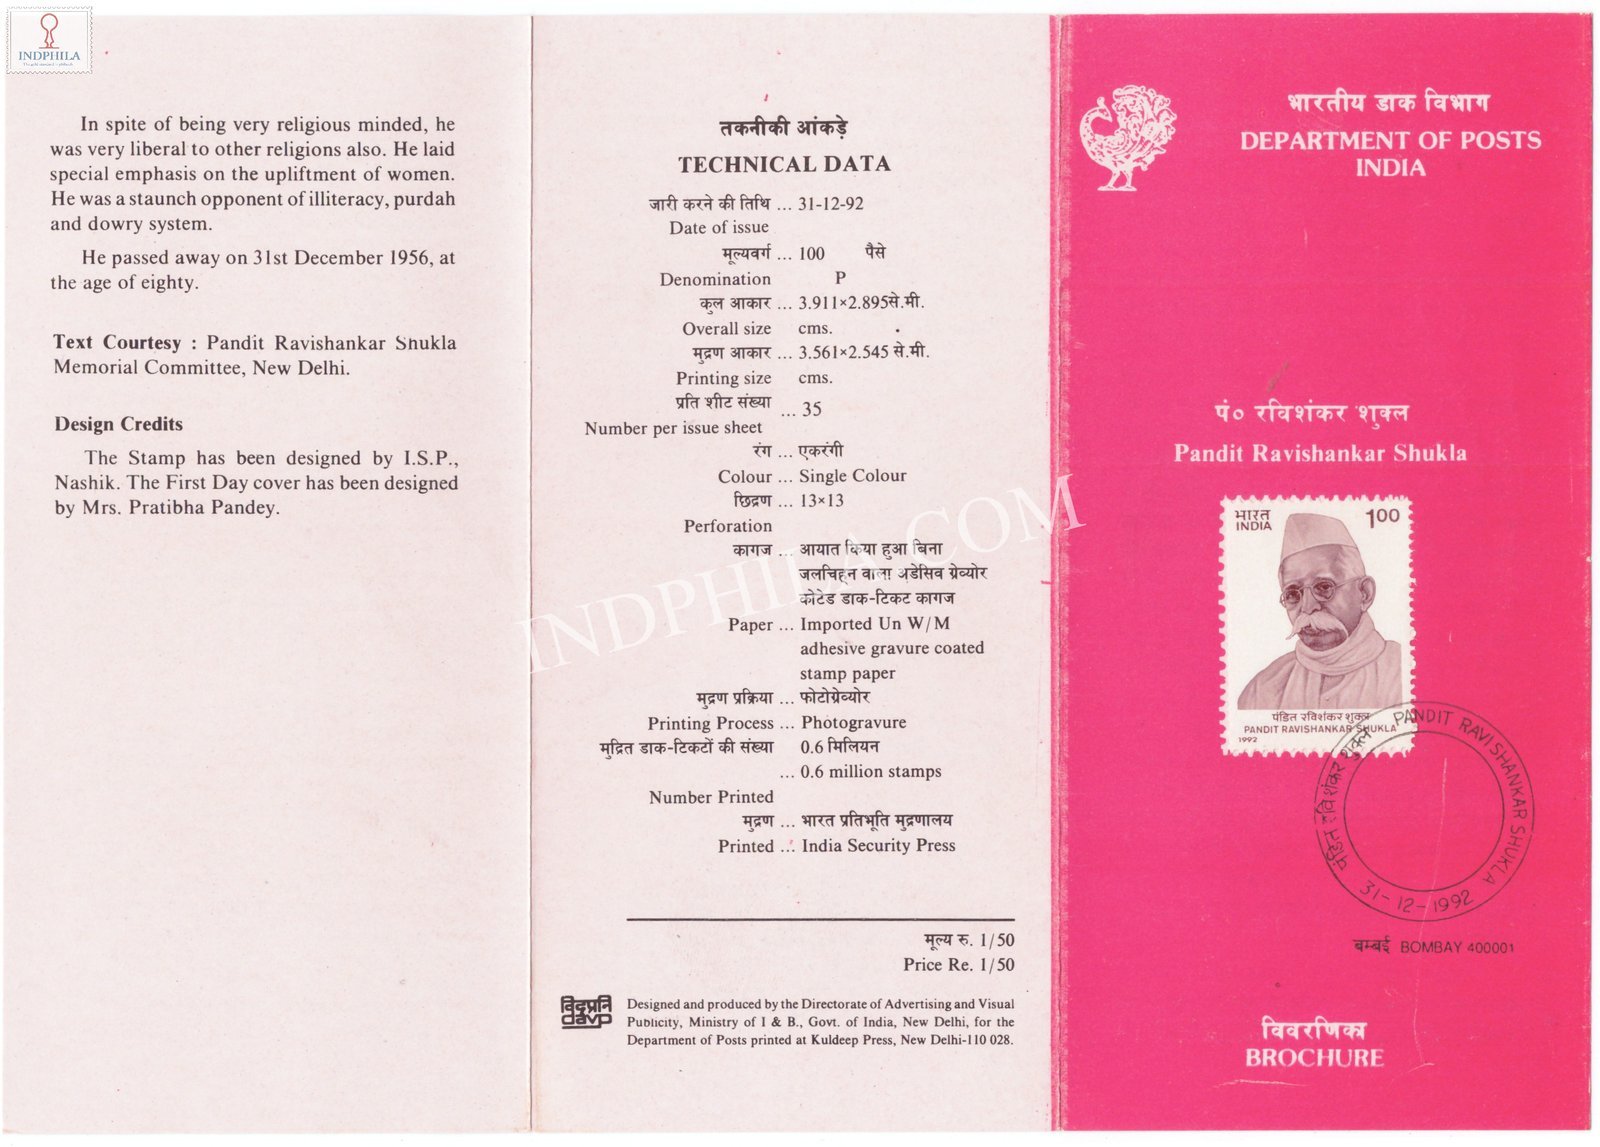 INDPHILA
In spite of being very religious minded, he
was very liberal to other religions also. He laid
special emphasis on the upliftment of women.
He was a staunch opponent of illiteracy, purdah
and dowry system.
He passed away on 31st December 1956, at
the age of eighty.
Text Courtesy : Pandit Ravishankar Shukla
Memorial Committee, New Delhi.
Design Credits
The Stamp has been designed by I.S.P.,
Nashik. The First Day cover has been designed
by Mrs. Pratibha Pandey.
तकनीकी आंकड़े
TECHNICAL DATA
जारी करने की तिथि ... 31-12-92
Date of issue
मूल्यवर्ग ... 100 पैसे
Denomination P
कुल आकार ... 3.911×2.895से.मी.
Overall size cms.
मुद्रण आकार ... 3.561×2.545 से.मी.
Printing size cms.
प्रति शीट संख्या ... 35
Number per issue sheet
रंग ... एकरंगी
Colour ... Single Colour
छिद्रण ... 13×13
Perforation
कागज ... आयात किया हुआ बिना
जलचिह्न वाला अडेसिव ग्रेव्योर
कोटेड डाक-टिकट कागज
Paper ... Imported Un W/M
adhesive gravure coated
stamp paper
मुद्रण प्रक्रिया ... फोटोग्रेव्योर
Printing Process ... Photogravure
मुद्रित डाक-टिकटों की संख्या 0.6 मिलियन
... 0.6 million stamps
Number Printed
मुद्रण ... भारत प्रतिभूति मुद्रणालय
Printed ... India Security Press
मूल्य रु. 1/50
Price Re. 1/50
विदृप्रनि
davp
Designed and produced by the Directorate of Advertising and Visual
Publicity, Ministry of I & B., Govt. of India, New Delhi, for the
Department of Posts printed at Kuldeep Press, New Delhi-110 028.
INDPHILA.COM
भारतीय डाक विभाग
DEPARTMENT OF POSTS
INDIA
पं० रविशंकर शुक्ल
Pandit Ravishankar Shukla
भारत 1.00
INDIA
पंडित रविशंकर शुक्ल
PANDIT RAVISHANKAR SHUKLA
1992
पंडित रविशंकर शुक्ल PANDIT RAVISHANKAR SHUKLA
31-12-1992
बम्बई BOMBAY 400001
विवरणिका
BROCHURE